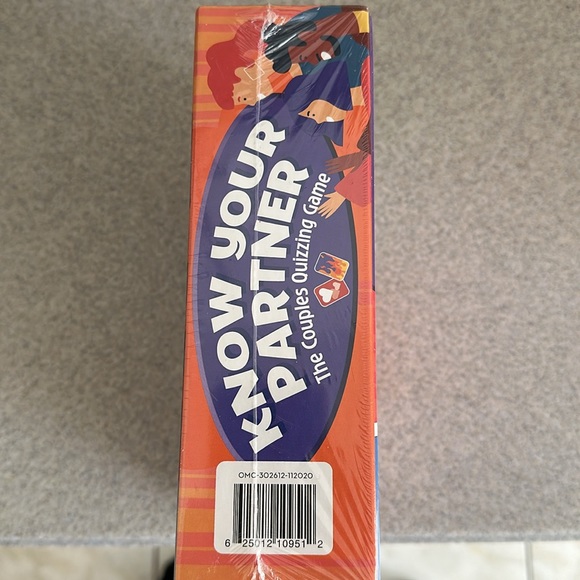 KNOW YOUR
PARTNER
The Couples Quizzing Game
OMC-302612-112020
6 25012 10951 2